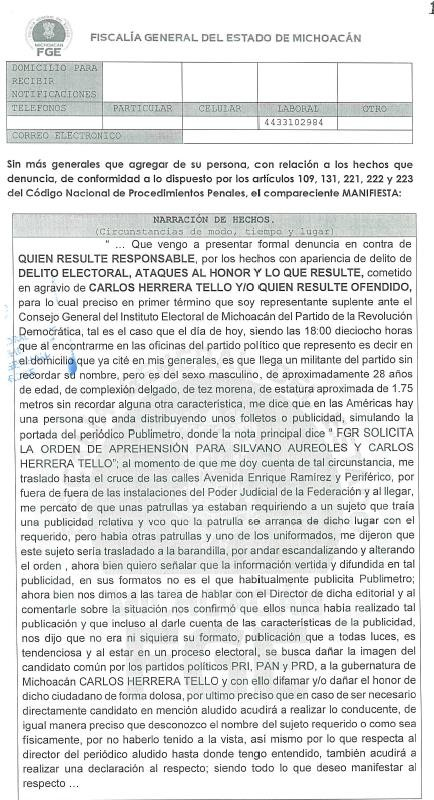 1
MICHOACÁN
FGE
FISCALÍA GENERAL DEL ESTADO DE MICHOACÁN
DOMICILIO PARA
RECIBIR
NOTIFICACIONES
TELEFONOS PARTICULAR CELULAR LABORAL OTRO
4433102984
CORREO ELECTRONICO
Sin más generales que agregar de su persona, con relación a los hechos que
denuncia, de conformidad a lo dispuesto por los artículos 109, 131, 221, 222 y 223
del Código Nacional de Procedimientos Penales, el compareciente MANIFIESTA:
NARRACIÓN DE HECHOS.
(Circunstancias de modo, tiempo y lugar)
" ... Que vengo a presentar formal denuncia en contra de
QUIEN RESULTE RESPONSABLE, por los hechos con apariencia de delito de
DELITO ELECTORAL, ATAQUES AL HONOR Y LO QUE RESULTE, cometido
en agravio de CARLOS HERRERA TELLO Y/O QUIEN RESULTE OFENDIDO,
para lo cual preciso en primer término que soy representante suplente ante el
Consejo General del Instituto Electoral de Michoacán del Partido de la Revolución
Democrática, tal es el caso que el día de hoy, siendo las 18:00 dieciocho horas
que al encontrarme en las oficinas del partido político que represento es decir en
el domicilio que ya cité en mis generales, es que llega un militante del partido sin
recordar su nombre, pero es del sexo masculino, de aproximadamente 28 años
de edad, de complexión delgado, de tez morena, de estatura aproximada de 1.75
metros sin recordar alguna otra característica, me dice que en las Américas hay
una persona que anda distribuyendo unos folletos o publicidad, simulando la
portada del periódico Publimetro, donde la nota principal dice " FGR SOLICITA
LA ORDEN DE APREHENSIÓN PARA SILVANO AUREOLES Y CARLOS
HERRERA TELLO"; al momento de que me doy cuenta de tal circunstancia, me
traslado hasta el cruce de las calles Avenida Enrique Ramírez y Periférico, por
fuera de fuera de las instalaciones del Poder Judicial de la Federación y al llegar,
me percato de que unas patrullas ya estaban requiriendo a un sujeto que traía
una publicidad relativa y veo que la patrulla se arranca de dicho lugar con el
requerido, pero había otras patrullas y uno de los uniformados, me dijeron que
este sujeto sería trasladado a la barandilla, por andar escandalizando y alterando
el orden , ahora bien quiero señalar que la información vertida y difundida en tal
publicidad, en sus formatos no es el que habitualmente publicita Publimetro;
ahora bien nos dimos a las tarea de hablar con el Director de dicha editorial y al
comentarle sobre la situación nos confirmó que ellos nunca había realizado tal
publicación y que incluso al darle cuenta de las características de la publicidad,
nos dijo que no era ni siquiera su formato, publicación que a todas luces, es
tendenciosa y al estar en un proceso electoral, se busca dañar la imagen del
candidato común por los partidos políticos PRI, PAN y PRD, a la gubernatura de
Michoacán CARLOS HERRERA TELLO y con ello difamar y/o dañar el honor de
dicho ciudadano de forma dolosa, por ultimo preciso que en caso de ser necesario
directamente candidato en mención aludido acudirá a realizar lo conducente, de
igual manera preciso que desconozco el nombre del sujeto requerido o como sea
físicamente, por no haberlo tenido a la vista, así mismo por lo que respecta al
director del periódico aludido hasta donde tengo entendido, también acudirá a
realizar una declaración al respecto; siendo todo lo que deseo manifestar al
respecto ...